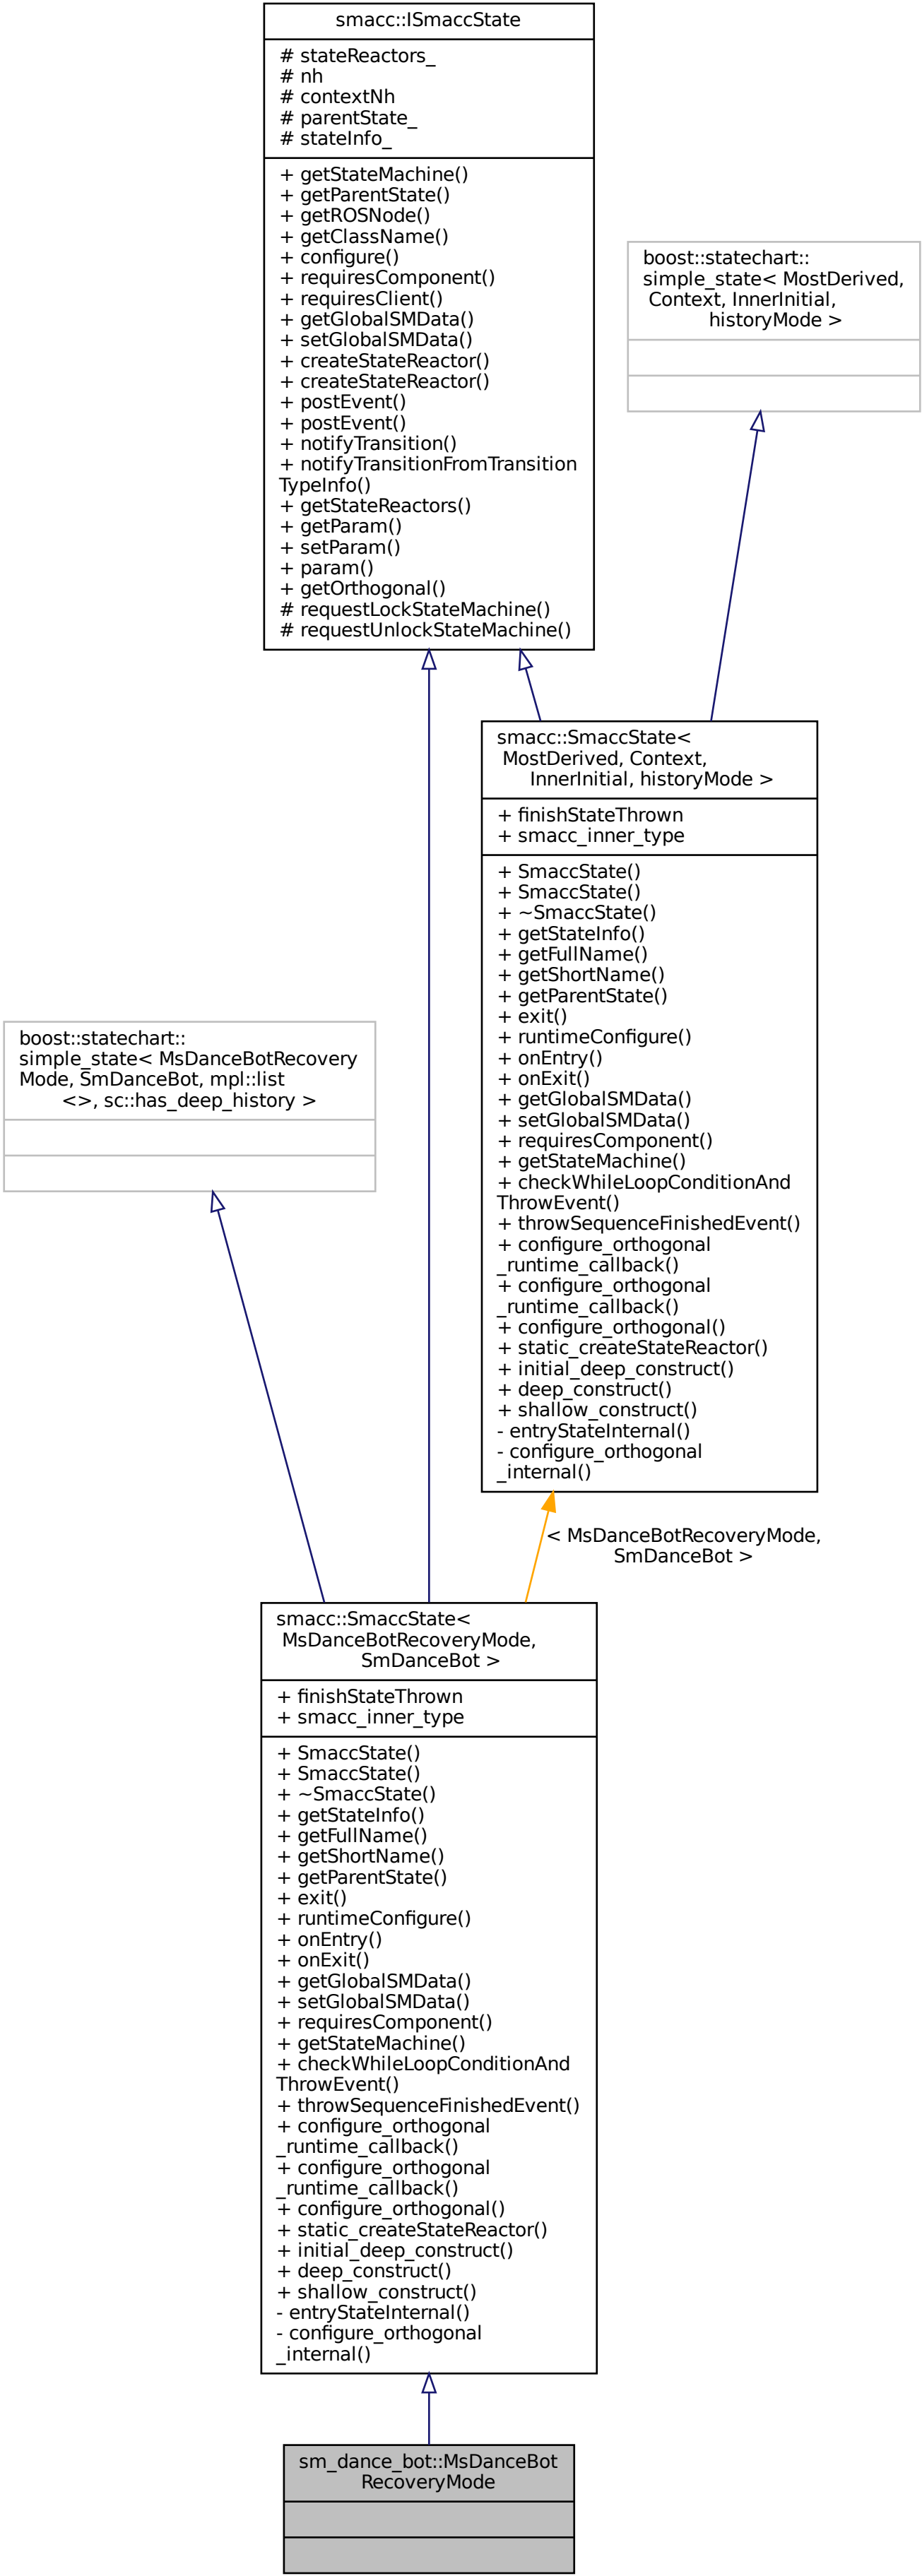 smacc::ISmaccState
# stateReactors_
# nh
# contextNh
# parentState_
# stateInfo_
+ getStateMachine()
+ getParentState()
+ getROSNode()
+ getClassName()
+ configure()
+ requiresComponent()
+ requiresClient()
+ getGlobalSMData()
+ setGlobalSMData()
+ createStateReactor()
+ createStateReactor()
+ postEvent()
+ postEvent()
+ notifyTransition()
+ notifyTransitionFromTransition
TypeInfo()
+ getStateReactors()
+ getParam()
+ setParam()
+ param()
+ getOrthogonal()
# requestLockStateMachine()
# requestUnlockStateMachine()
boost::statechart::
simple_state< MostDerived,
Context, InnerInitial,
historyMode >
smacc::SmaccState<
MostDerived, Context,
InnerInitial, historyMode >
+ finishStateThrown
+ smacc_inner_type
+ SmaccState()
+ SmaccState()
+ ~SmaccState()
+ getStateInfo()
+ getFullName()
+ getShortName()
+ getParentState()
+ exit()
+ runtimeConfigure()
+ onEntry()
+ onExit()
+ getGlobalSMData()
+ setGlobalSMData()
+ requiresComponent()
+ getStateMachine()
+ checkWhileLoopConditionAnd
ThrowEvent()
+ throwSequenceFinishedEvent()
+ configure_orthogonal
_runtime_callback()
+ configure_orthogonal
_runtime_callback()
+ configure_orthogonal()
+ static_createStateReactor()
+ initial_deep_construct()
+ deep_construct()
+ shallow_construct()
- entryStateInternal()
- configure_orthogonal
_internal()
boost::statechart::
simple_state< MsDanceBotRecovery
Mode, SmDanceBot, mpl::list
<>, sc::has_deep_history >
< MsDanceBotRecoveryMode,
SmDanceBot >
smacc::SmaccState<
MsDanceBotRecoveryMode,
SmDanceBot >
+ finishStateThrown
+ smacc_inner_type
+ SmaccState()
+ SmaccState()
+ ~SmaccState()
+ getStateInfo()
+ getFullName()
+ getShortName()
+ getParentState()
+ exit()
+ runtimeConfigure()
+ onEntry()
+ onExit()
+ getGlobalSMData()
+ setGlobalSMData()
+ requiresComponent()
+ getStateMachine()
+ checkWhileLoopConditionAnd
ThrowEvent()
+ throwSequenceFinishedEvent()
+ configure_orthogonal
_runtime_callback()
+ configure_orthogonal
_runtime_callback()
+ configure_orthogonal()
+ static_createStateReactor()
+ initial_deep_construct()
+ deep_construct()
+ shallow_construct()
- entryStateInternal()
- configure_orthogonal
_internal()
sm_dance_bot::MsDanceBot
RecoveryMode